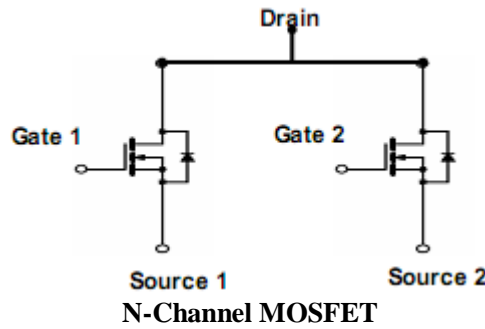 Drain
Gate 1
Gate 2
Source 1
Source 2
N-Channel MOSFET